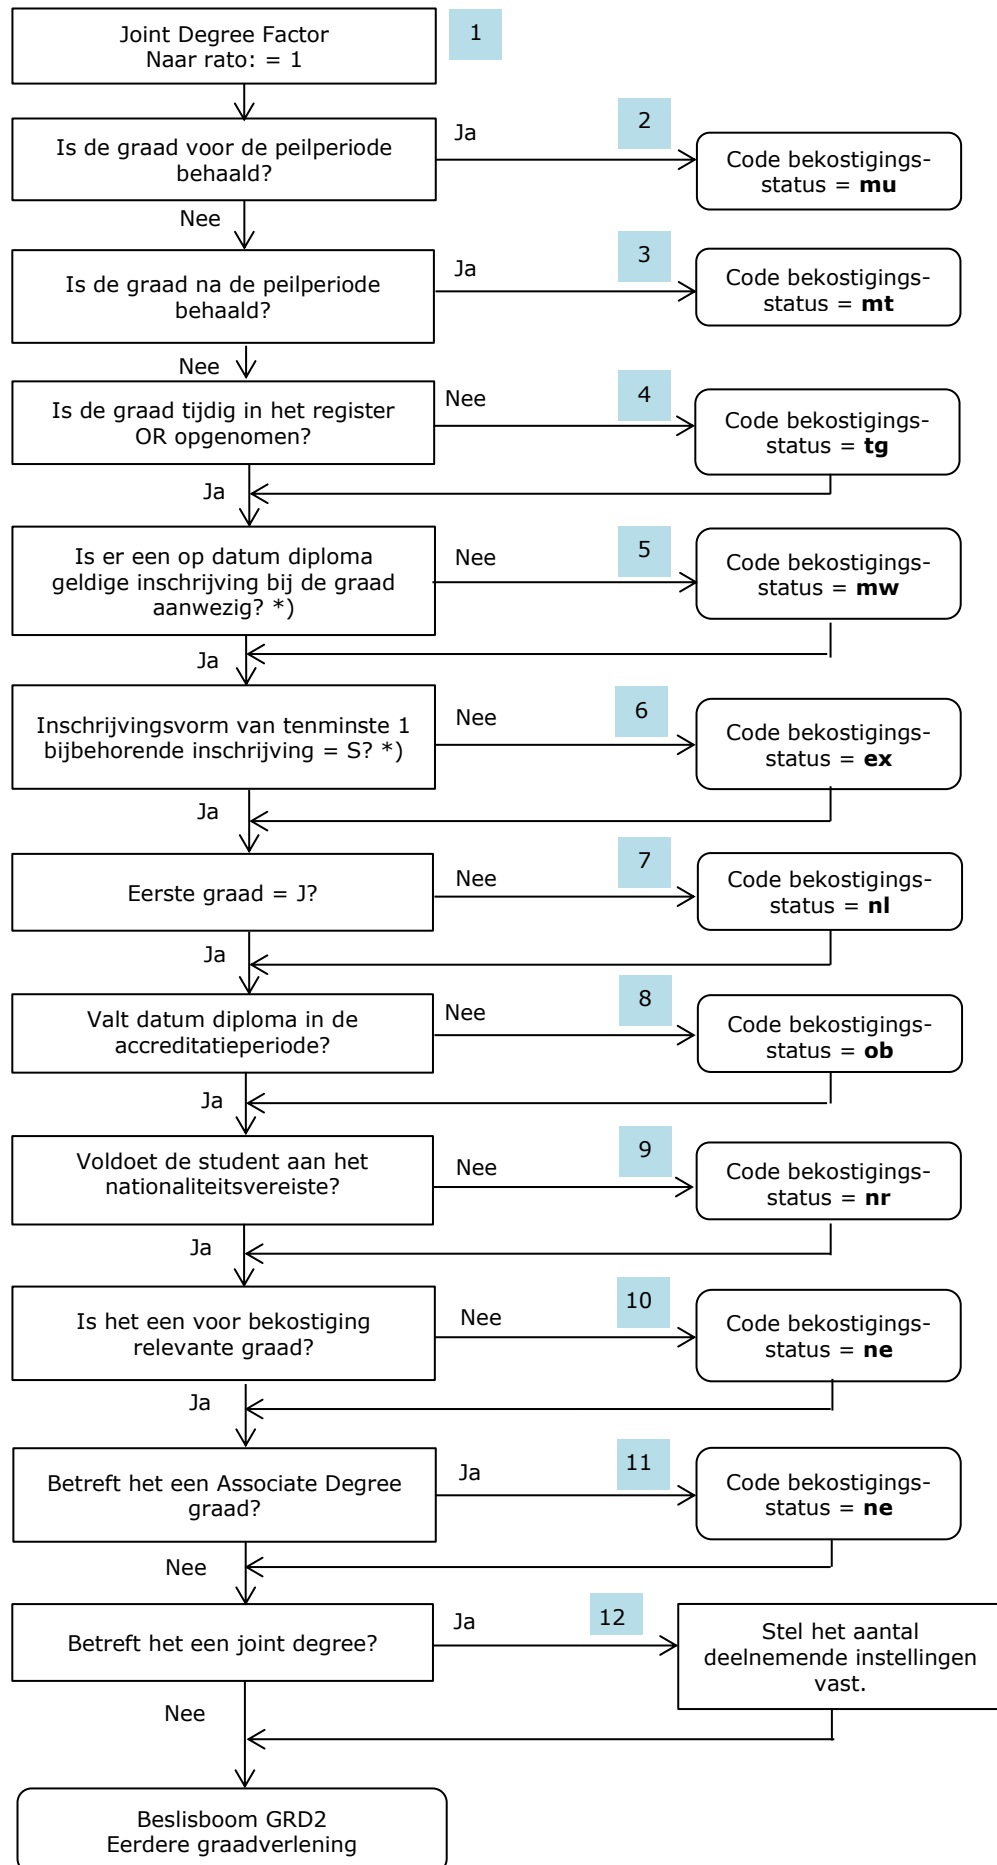 Joint Degree Factor
Naar rato: = 1
1
Is de graad voor de peilperiode
behaald?
Ja
2
Code bekostigings-
status = mu
Nee
Is de graad na de peilperiode
behaald?
Ja
3
Code bekostigings-
status = mt
Nee
Is de graad tijdig in het register
OR opgenomen?
Nee
4
Code bekostigings-
status = tg
Ja
Is er een op datum diploma
geldige inschrijving bij de graad
aanwezig? *)
Nee
5
Code bekostigings-
status = mw
Ja
Inschrijvingsvorm van tenminste 1
bijbehorende inschrijving = S? *)
Nee
6
Code bekostigings-
status = ex
Ja
Eerste graad = J?
Nee
7
Code bekostigings-
status = nl
Ja
Valt datum diploma in de
accreditatieperiode?
Nee
8
Code bekostigings-
status = ob
Ja
Voldoet de student aan het
nationaliteitsvereiste?
Nee
9
Code bekostigings-
status = nr
Ja
Is het een voor bekostiging
relevante graad?
Nee
10
Code bekostigings-
status = ne
Ja
Betreft het een Associate Degree
graad?
Ja
11
Code bekostigings-
status = ne
Nee
Betreft het een joint degree?
Ja
12
Stel het aantal
deelnemende instellingen
vast.
Nee
Beslisboom GRD2
Eerdere graadverlening